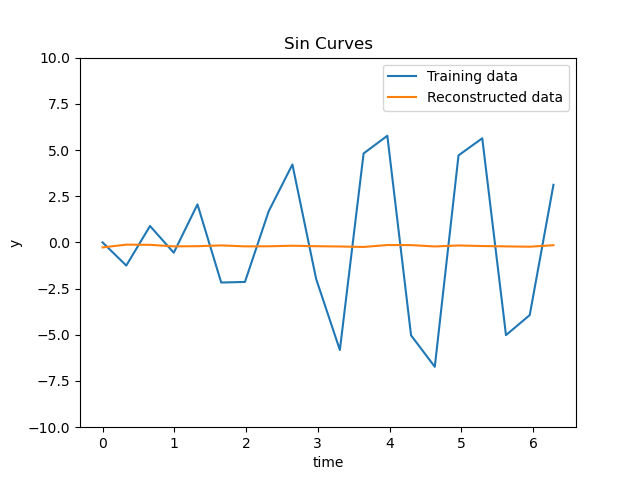 Sin Curves
Training data
Reconstructed data
10.0
7.5
5.0
2.5
0.0
−2.5
−5.0
−7.5
−10.0
y
0 1 2 3 4 5 6
time